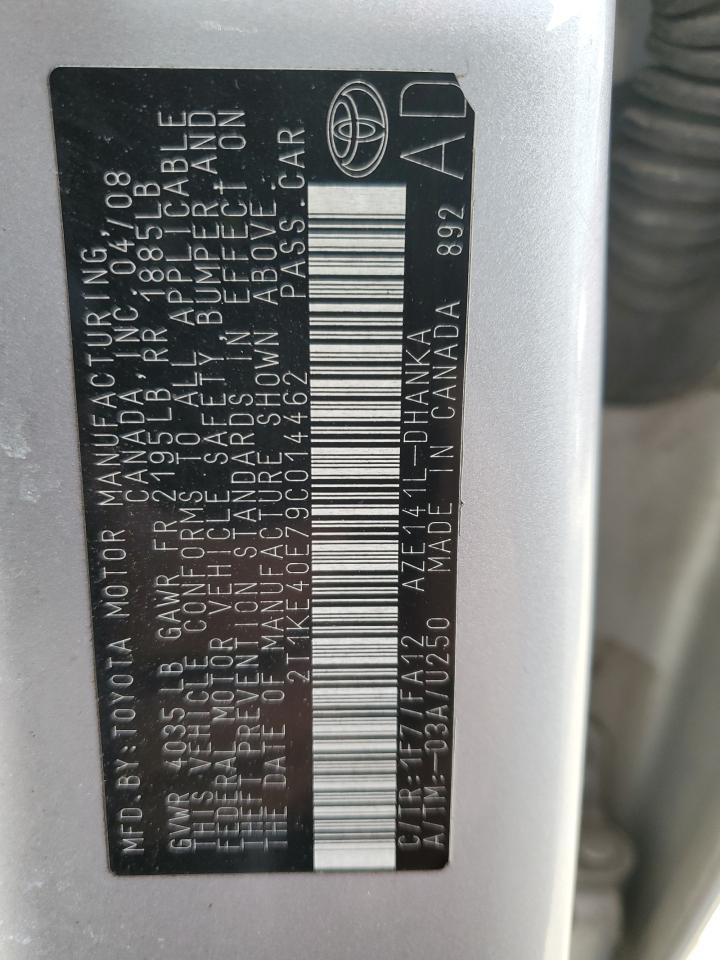 MFD.BY:TOYOTA MOTOR MANUFACTURING,
CANADA, INC. 04/08
GVWR 4035 LB GAWR FR 2195LB, RR 1885LB
THIS VEHICLE CONFORMS TO ALL APPLICABLE
FEDERAL MOTOR VEHICLE SAFETY, BUMPER, AND
THEFT PREVENTION STANDARDS IN EFFECT ON
THE DATE OF MANUFACTURE SHOWN ABOVE.
2T1KE40E79C014462 PASS.CAR
C/TR:1F7/FA12 AZE141L-DHANKA
A/TM:-03A/U250 MADE IN CANADA 892
AD